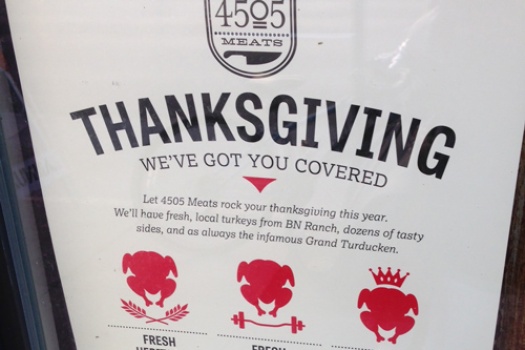 4505
MEATS
THANKSGIVING
WE'VE GOT YOU COVERED
Let 4505 Meats rock your thanksgiving this year.
We'll have fresh, local turkeys from BN Ranch, dozens of tasty
sides, and as always the infamous Grand Turducken.
FRESH
FRESH